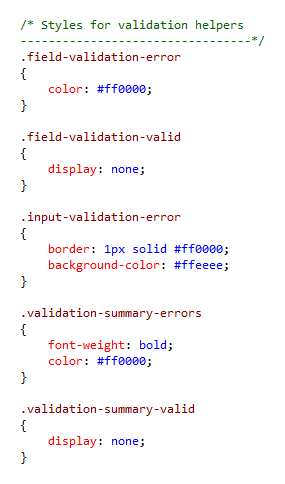 /* Styles for validation helpers
---------------------------------*/
.field-validation-error
{
    color: #ff0000;
}

.field-validation-valid
{
    display: none;
}

.input-validation-error
{
    border: 1px solid #ff0000;
    background-color: #ffeeee;
}

.validation-summary-errors
{
    font-weight: bold;
    color: #ff0000;
}

.validation-summary-valid
{
    display: none;
}